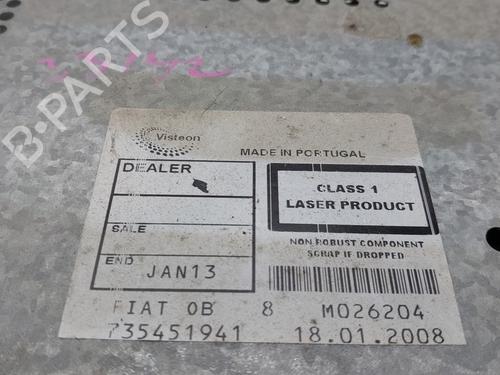 B-PARTS
Visteon
MADE IN PORTUGAL
DEALER
CLASS 1
LASER PRODUCT
SALE
NON ROBUST COMPONENT
SCRAP IF DROPPED
END JAN13
FIAT OB 8 M026204
735451941 18.01.2008